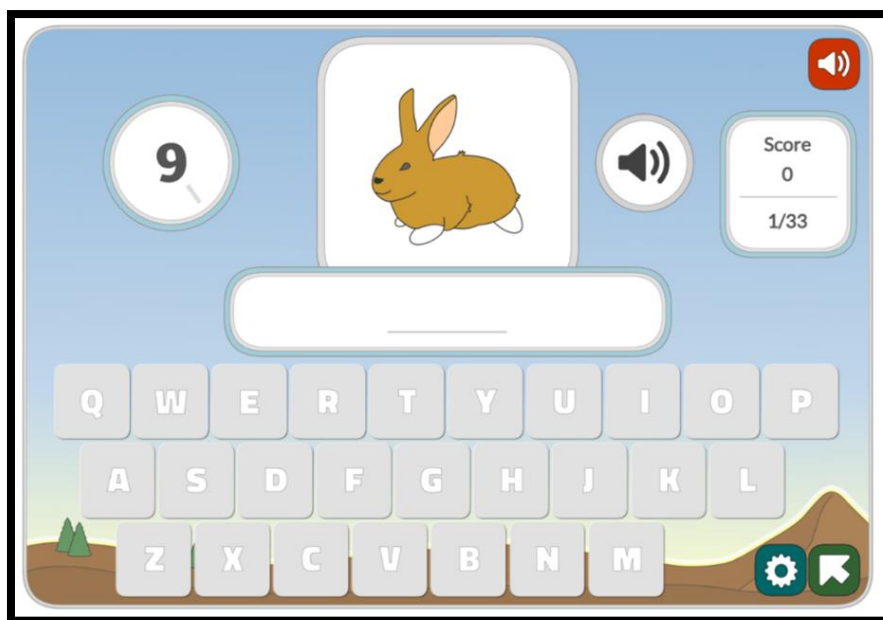 9
Score
0
1/33
Q W E R T Y U I O P
A S D F G H J K L
Z X C V B N M